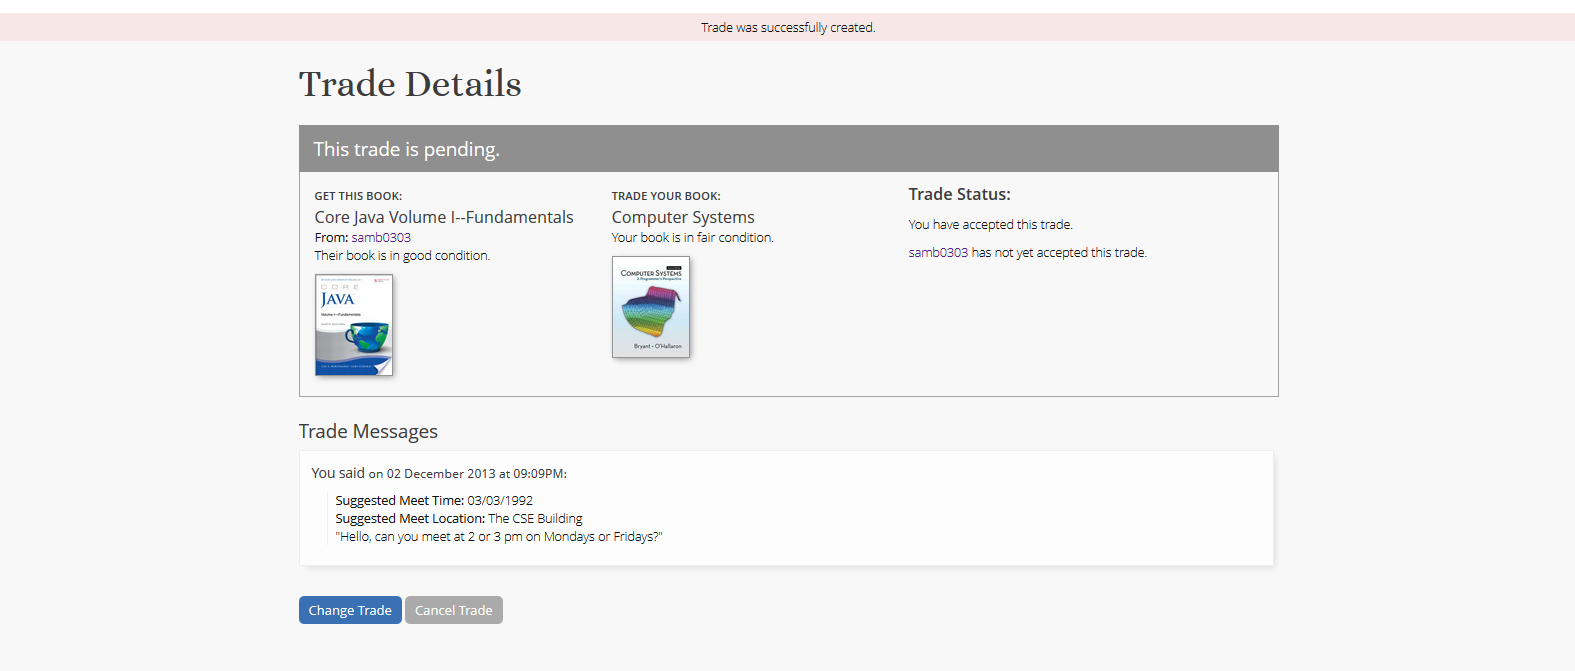 Trade was successfully created.
Trade Details
This trade is pending.
GET THIS BOOK:
Core Java Volume I--Fundamentals
From: samb0303
Their book is in good condition.
CORE
JAVA
Volume I—Fundamentals
TRADE YOUR BOOK:
Computer Systems
Your book is in fair condition.
COMPUTER SYSTEMS
A Programmer's Perspective
Bryant • O'Hallaron
Trade Status:
You have accepted this trade.
samb0303 has not yet accepted this trade.
Trade Messages
You said on 02 December 2013 at 09:09PM:
Suggested Meet Time: 03/03/1992
Suggested Meet Location: The CSE Building
"Hello, can you meet at 2 or 3 pm on Mondays or Fridays?"
Change Trade
Cancel Trade